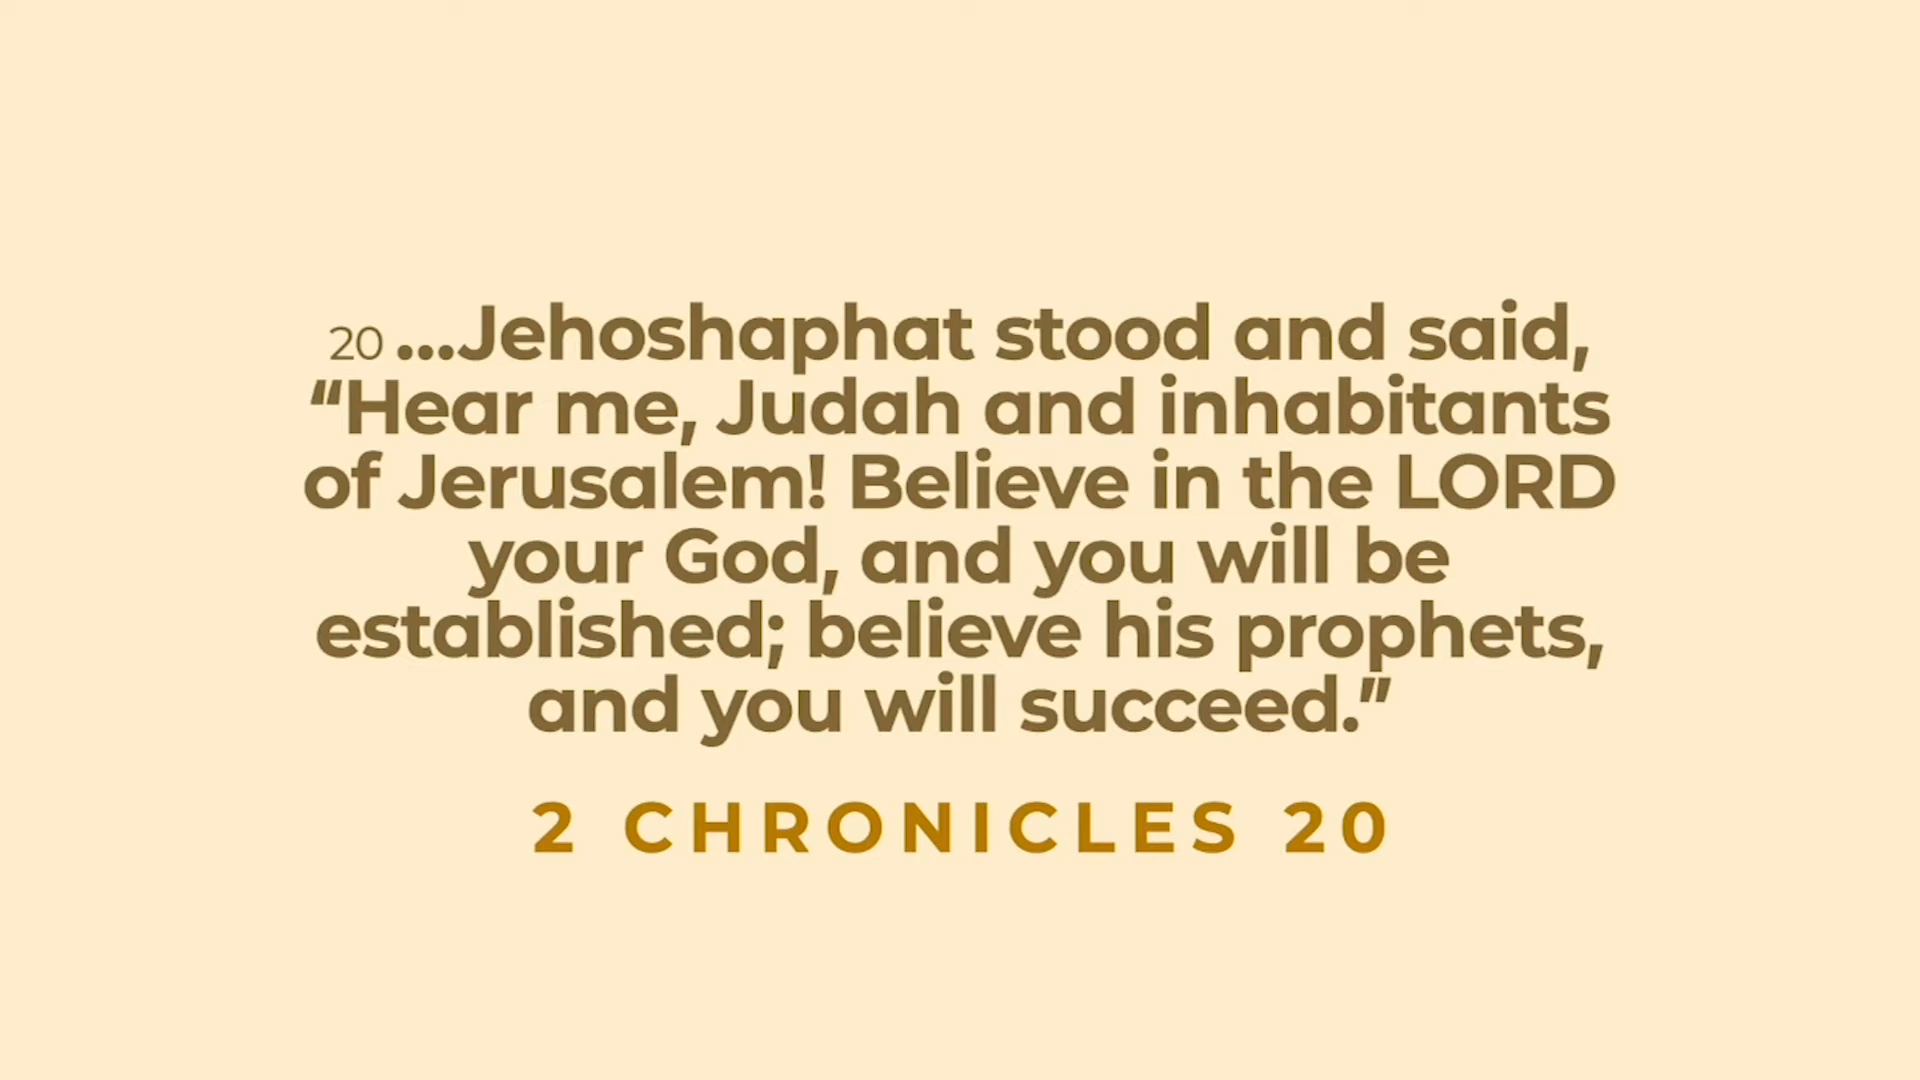 20 ...Jehoshaphat stood and said,
“Hear me, Judah and inhabitants
of Jerusalem! Believe in the LORD
your God, and you will be
established; believe his prophets,
and you will succeed.”
2 CHRONICLES 20